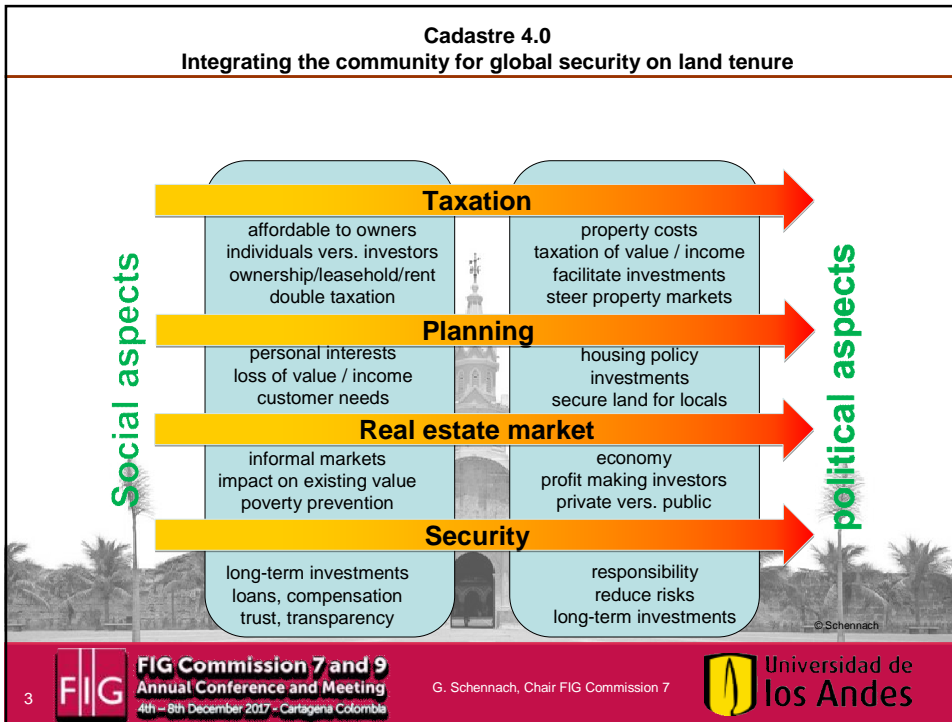 Cadastre 4.0
Integrating the community for global security on land tenure
Social aspects
Taxation
affordable to owners
individuals vers. investors
ownership/leasehold/rent
double taxation
property costs
taxation of value / income
facilitate investments
steer property markets
Planning
personal interests
loss of value / income
customer needs
housing policy
investments
secure land for locals
Real estate market
informal markets
impact on existing value
poverty prevention
economy
profit making investors
private vers. public
Security
long-term investments
loans, compensation
trust, transparency
responsibility
reduce risks
long-term investments
political aspects
© Schennach
3
FIG
FIG Commission 7 and 9
Annual Conference and Meeting
4th – 8th December 2017 - Cartagena Colombia
G. Schennach, Chair FIG Commission 7
Universidad de
los Andes